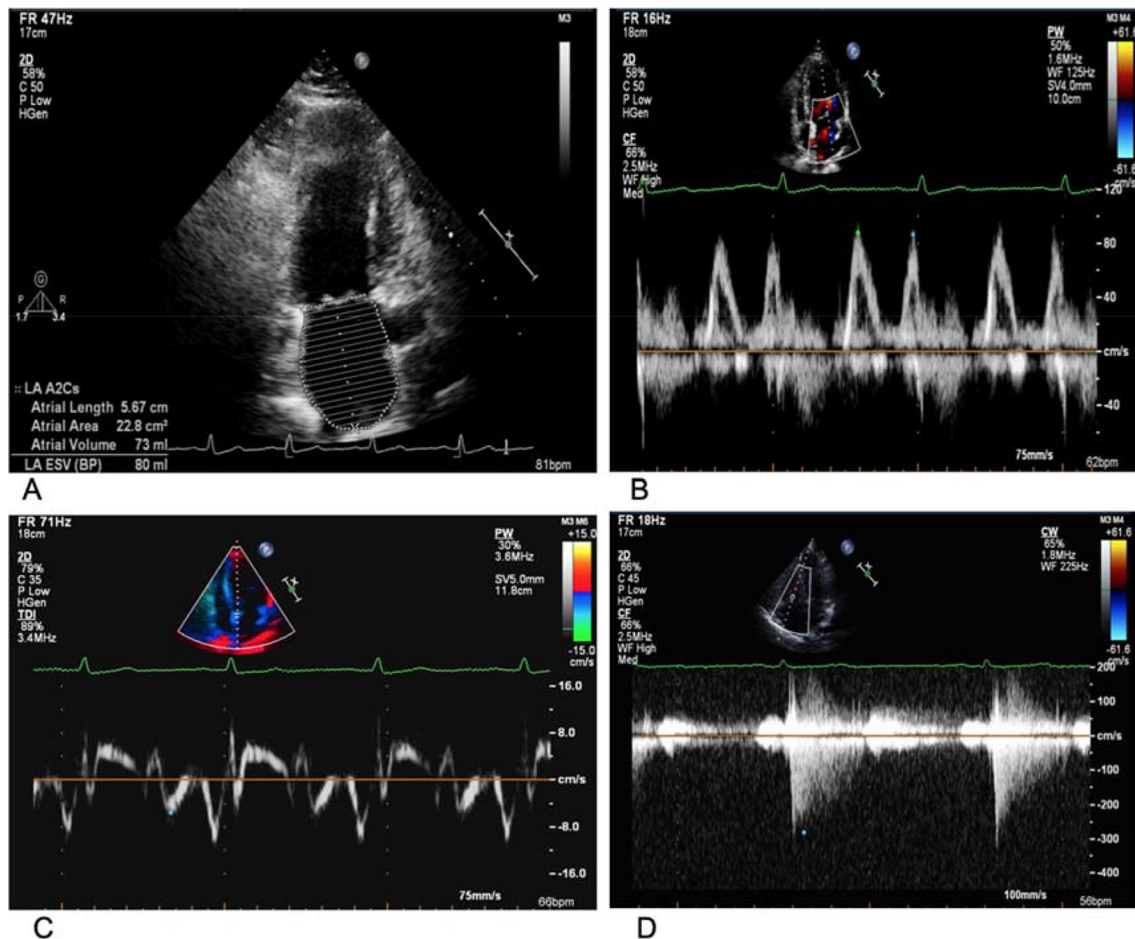 FR 47Hz
17cm
M3
2D
58%
C 50
P Low
HGen
G
P R
1.7 3.4
LA A2Cs
Atrial Length 5.67 cm
Atrial Area 22.8 cm²
Atrial Volume 73 ml
LA ESV (BP) 80 ml
81bpm
A
FR 16Hz
18cm
M3 M4
+61.6
2D
58%
C 50
P Low
HGen
CF
66%
2.5MHz
WF High
Med
PW
50%
1.6MHz
WF 125Hz
SV4.0mm
10.0cm
-61.6
cm/s
120
80
40
cm/s
-40
75mm/s
62bpm
B
FR 71Hz
18cm
M3 M6
+15.0
2D
79%
C 35
P Low
HGen
TDI
89%
3.4MHz
PW
30%
3.6MHz
SV5.0mm
11.8cm
-15.0
cm/s
16.0
8.0
cm/s
-8.0
-16.0
75mm/s
66bpm
C
FR 18Hz
17cm
M3 M4
+61.6
2D
66%
C 45
P Low
HGen
CF
66%
2.5MHz
WF High
Med
CW
65%
1.8MHz
WF 225Hz
-61.6
cm/s
200
100
cm/s
-100
-200
-300
-400
100mm/s
56bpm
D